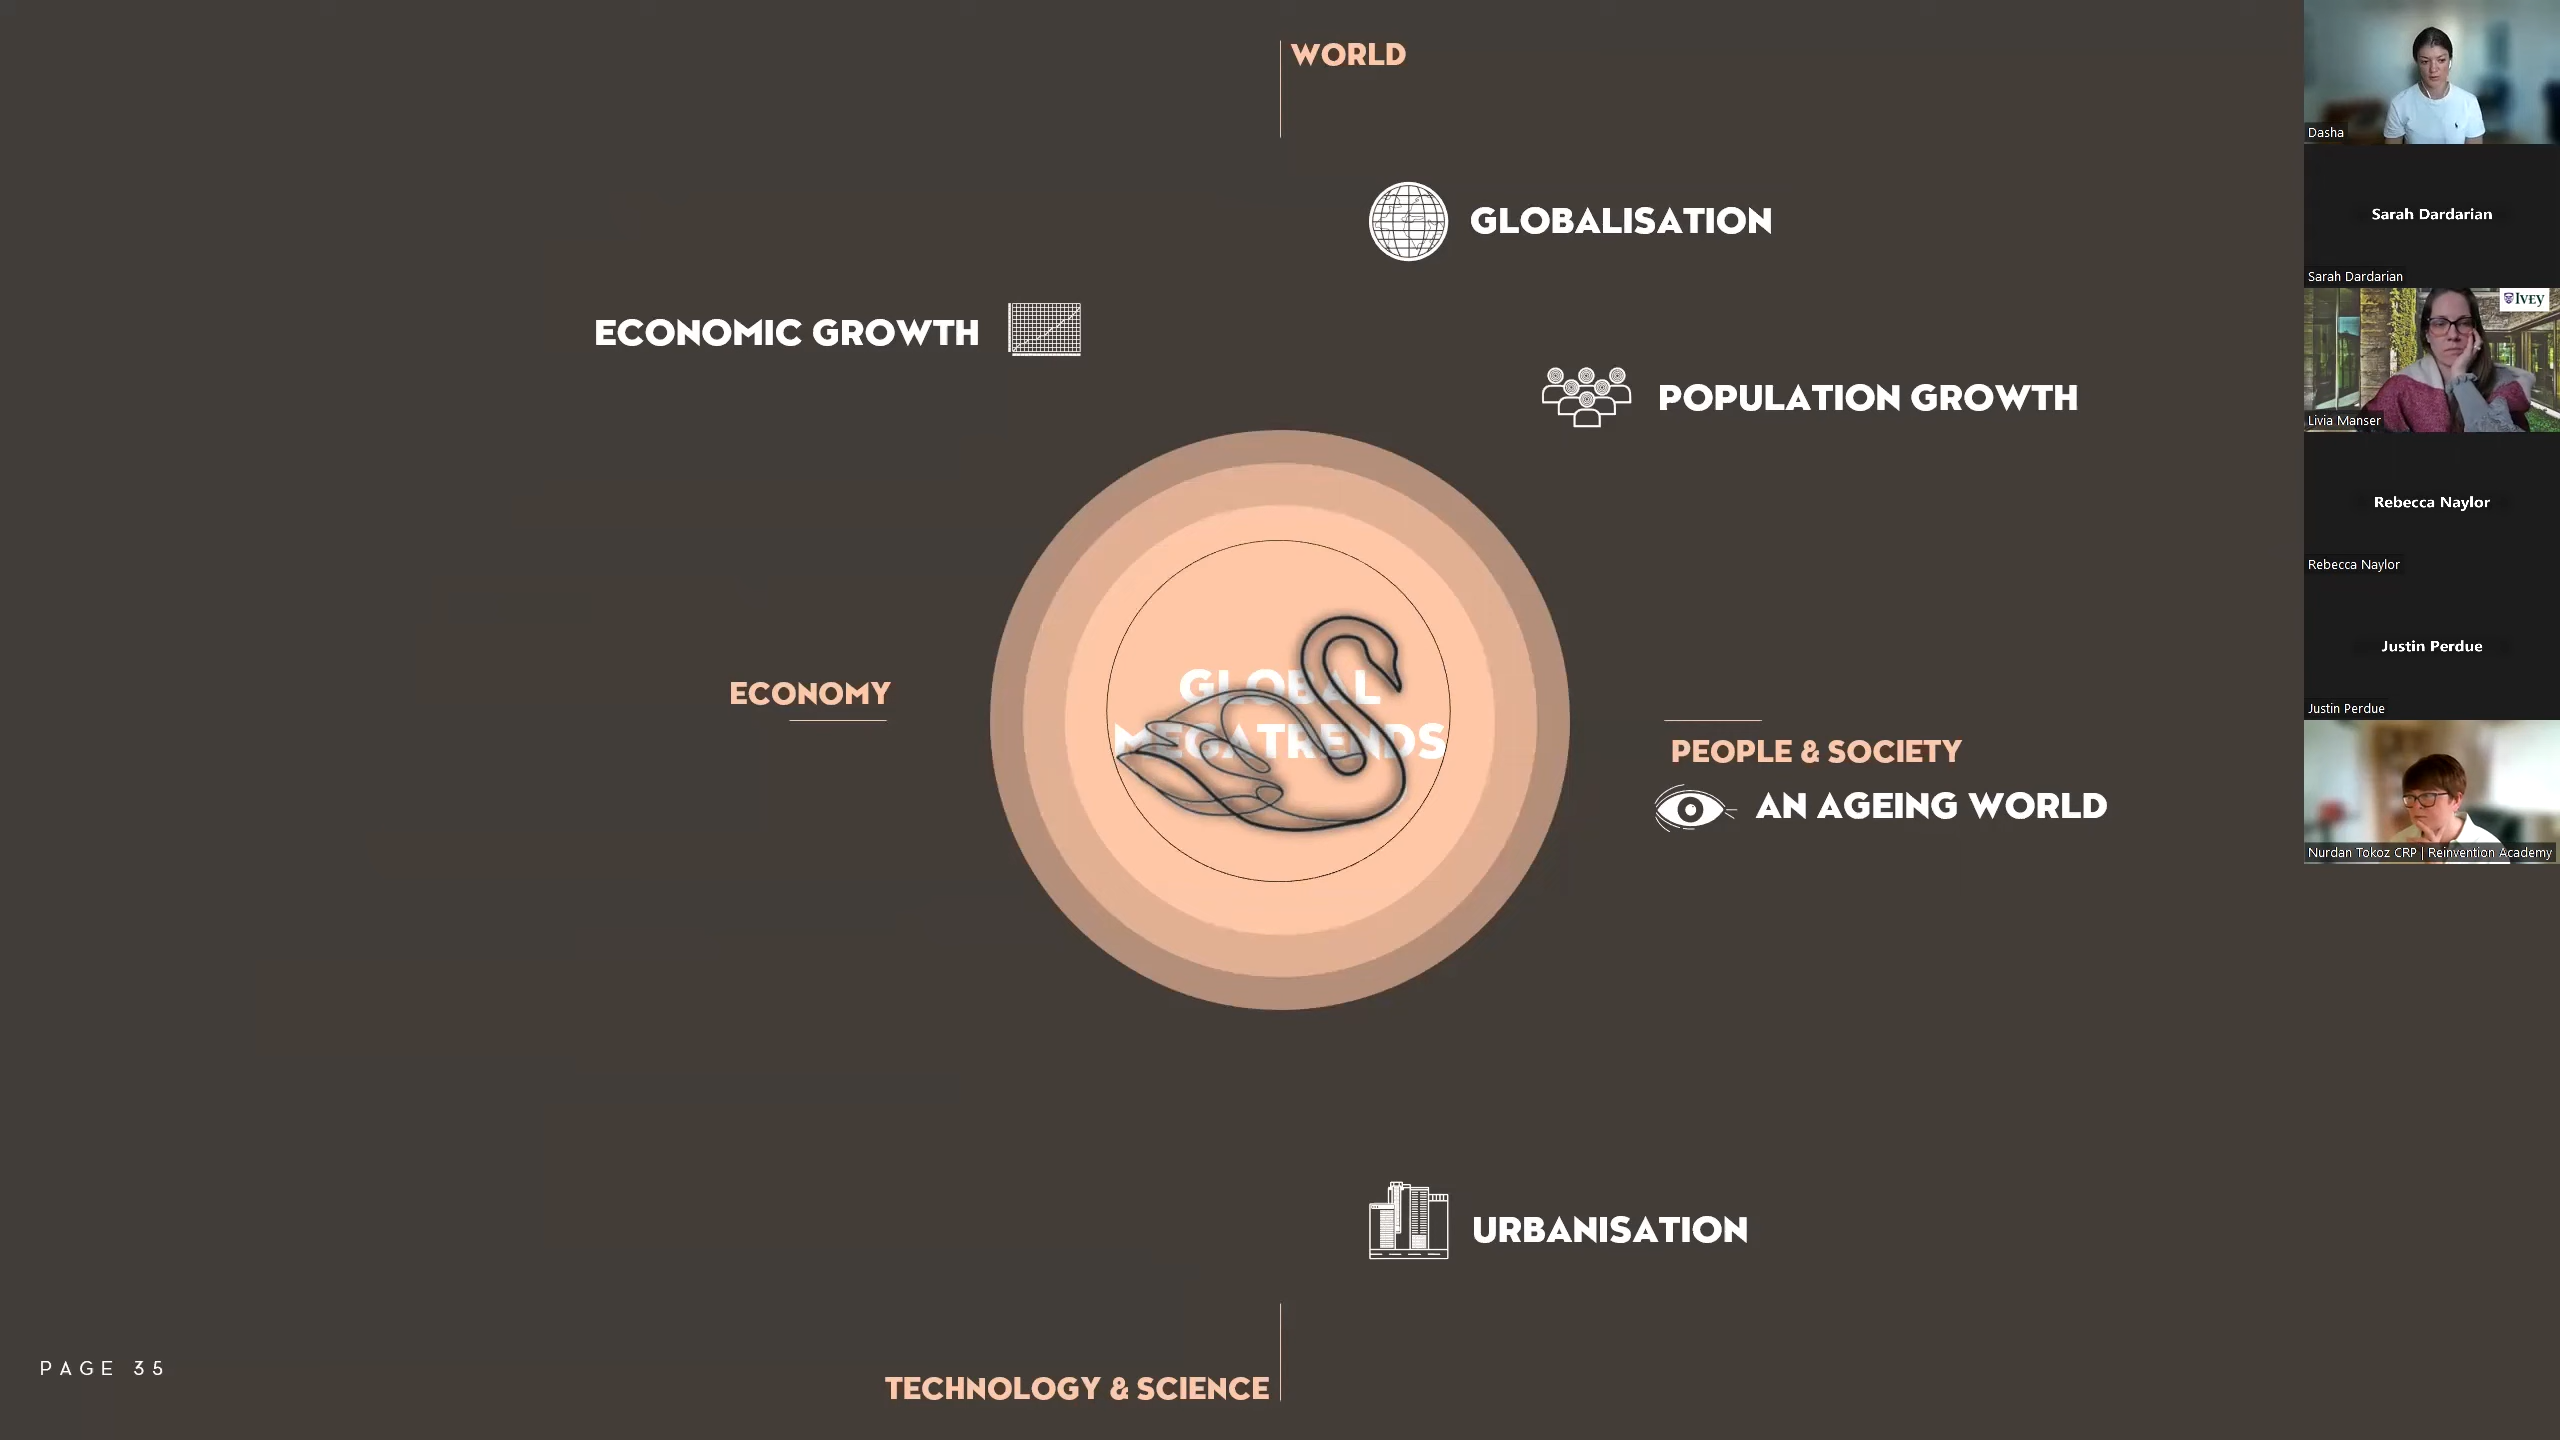 WORLD
GLOBALISATION
ECONOMIC GROWTH
POPULATION GROWTH
GLOBAL
MEGATRENDS
ECONOMY
PEOPLE & SOCIETY
AN AGEING WORLD
URBANISATION
TECHNOLOGY & SCIENCE
PAGE 35
Dasha
Sarah Dardarian
Sarah Dardarian
IVEY
Livia Manser
Rebecca Naylor
Rebecca Naylor
Justin Perdue
Justin Perdue
Nurdan Tokoz CRP | Reinvention Academy